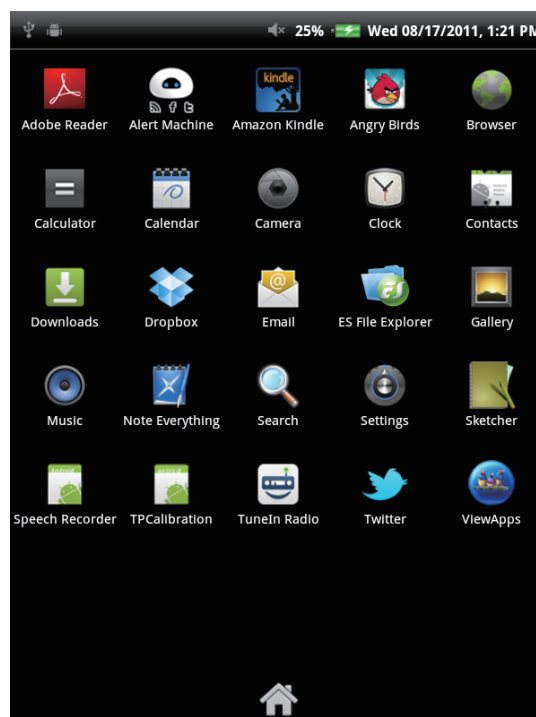 25% Wed 08/17/2011, 1:21 PM
kindle
Adobe Reader Alert Machine Amazon Kindle Angry Birds Browser
Calculator Calendar Camera Clock Contacts
Downloads Dropbox Email ES File Explorer Gallery
Music Note Everything Search Settings Sketcher
Speech Recorder TPCalibration TuneIn Radio Twitter ViewApps